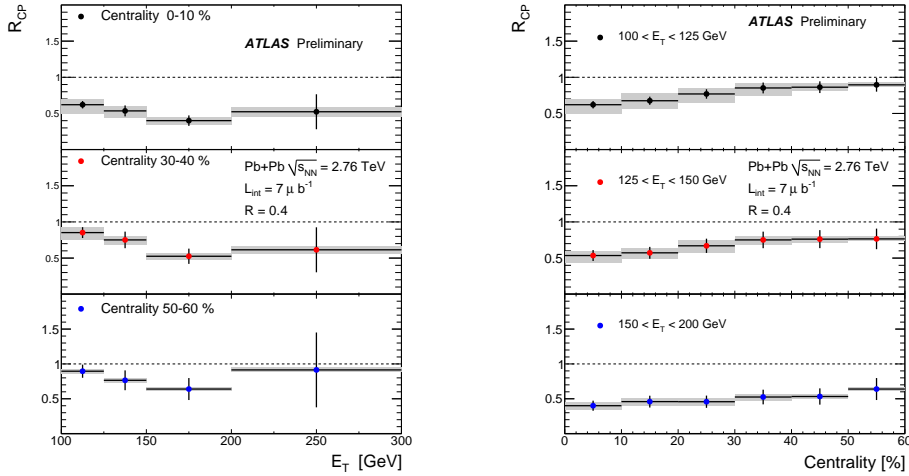 R_CP
Centrality 0-10 %
ATLAS Preliminary
1.5
1
0.5
Centrality 30-40 %
Pb+Pb √s_NN = 2.76 TeV
L_int = 7 μ b⁻¹
R = 0.4
1.5
1
0.5
Centrality 50-60 %
1.5
1
0.5
100 150 200 250 300
E_T [GeV]
R_CP
ATLAS Preliminary
100 < E_T < 125 GeV
1.5
1
0.5
Pb+Pb √s_NN = 2.76 TeV
125 < E_T < 150 GeV
L_int = 7 μ b⁻¹
R = 0.4
1.5
1
0.5
150 < E_T < 200 GeV
1.5
1
0.5
0 10 20 30 40 50 60
Centrality [%]